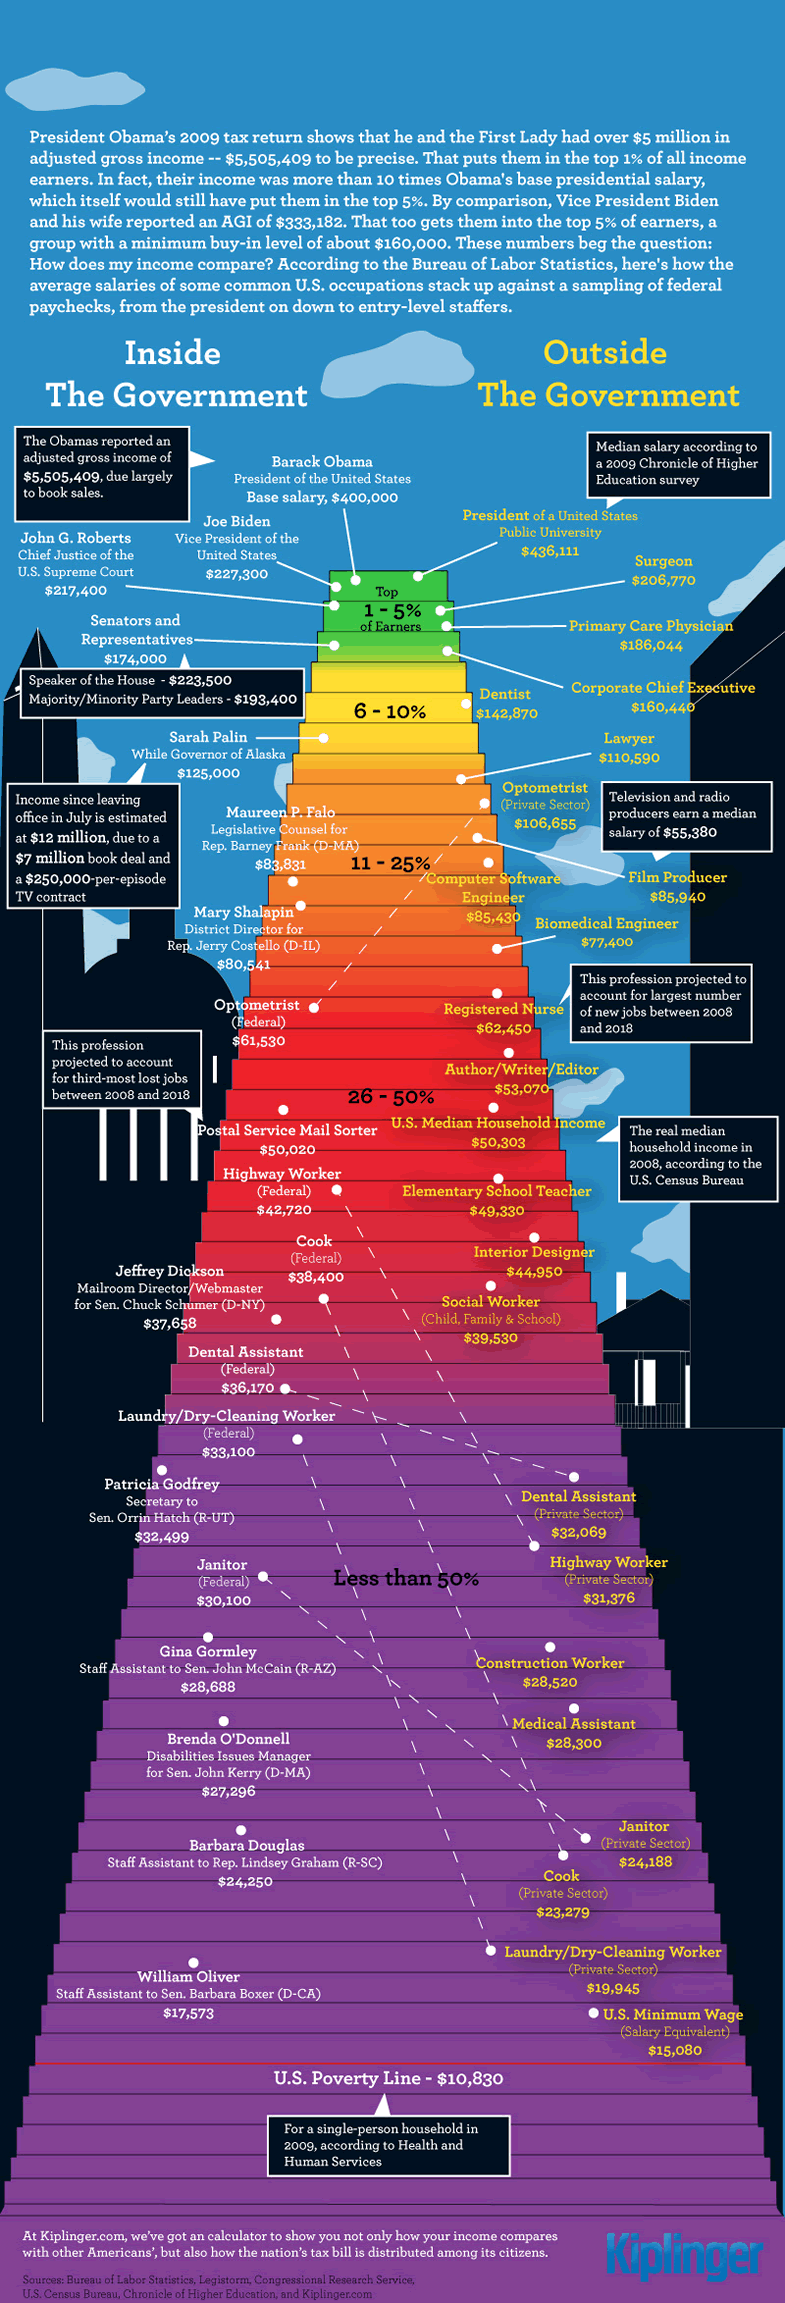 President Obama's 2009 tax return shows that he and the First Lady had over $5 million in
adjusted gross income -- $5,505,409 to be precise. That puts them in the top 1% of all income
earners. In fact, their income was more than 10 times Obama's base presidential salary,
which itself would still have put them in the top 5%. By comparison, Vice President Biden
and his wife reported an AGI of $333,182. That too gets them into the top 5% of earners, a
group with a minimum buy-in level of about $160,000. These numbers beg the question:
How does my income compare? According to the Bureau of Labor Statistics, here's how the
average salaries of some common U.S. occupations stack up against a sampling of federal
paychecks, from the president on down to entry-level staffers.
Inside
The Government
Outside
The Government
The Obamas reported an
adjusted gross income of
$5,505,409, due largely
to book sales.
Median salary according to
a 2009 Chronicle of Higher
Education survey
Barack Obama
President of the United States
Base salary, $400,000
President of a United States
Public University
$436,111
Joe Biden
Vice President of the
United States
$227,300
John G. Roberts
Chief Justice of the
U.S. Supreme Court
$217,400
Surgeon
$206,770
Top
1 - 5%
of Earners
Senators and
Representatives
$174,000
Primary Care Physician
$186,044
Speaker of the House - $223,500
Majority/Minority Party Leaders - $193,400
Corporate Chief Executive
$160,440
Dentist
$142,870
6 - 10%
Sarah Palin
While Governor of Alaska
$125,000
Lawyer
$110,590
Income since leaving
office in July is estimated
at $12 million, due to a
$7 million book deal and
a $250,000-per-episode
TV contract
Optometrist
(Private Sector)
$106,655
Television and radio
producers earn a median
salary of $55,380
Maureen P. Falo
Legislative Counsel for
Rep. Barney Frank (D-MA)
$83,831
11 - 25%
Film Producer
$85,940
Computer Software
Engineer
$85,430
Mary Shalapin
District Director for
Rep. Jerry Costello (D-IL)
$80,541
Biomedical Engineer
$77,400
This profession projected to
account for largest number
of new jobs between 2008
and 2018
Optometrist
(Federal)
$61,530
Registered Nurse
$62,450
This profession
projected to account
for third-most lost jobs
between 2008 and 2018
Author/Writer/Editor
$53,070
26 - 50%
Postal Service Mail Sorter
$50,020
U.S. Median Household Income
$50,303
The real median
household income in
2008, according to the
U.S. Census Bureau
Highway Worker
(Federal)
$42,720
Elementary School Teacher
$49,330
Cook
(Federal)
$38,400
Interior Designer
$44,950
Jeffrey Dickson
Mailroom Director/Webmaster
for Sen. Chuck Schumer (D-NY)
$37,658
Social Worker
(Child, Family & School)
$39,530
Dental Assistant
(Federal)
$36,170
Laundry/Dry-Cleaning Worker
(Federal)
$33,100
Patricia Godfrey
Secretary to
Sen. Orrin Hatch (R-UT)
$32,499
Dental Assistant
(Private Sector)
$32,069
Janitor
(Federal)
$30,100
Less than 50%
Highway Worker
(Private Sector)
$31,376
Gina Gormley
Staff Assistant to Sen. John McCain (R-AZ)
$28,688
Construction Worker
$28,520
Brenda O'Donnell
Disabilities Issues Manager
for Sen. John Kerry (D-MA)
$27,296
Medical Assistant
$28,300
Barbara Douglas
Staff Assistant to Rep. Lindsey Graham (R-SC)
$24,250
Janitor
(Private Sector)
$24,188
Cook
(Private Sector)
$23,279
William Oliver
Staff Assistant to Sen. Barbara Boxer (D-CA)
$17,573
Laundry/Dry-Cleaning Worker
(Private Sector)
$19,945
U.S. Minimum Wage
(Salary Equivalent)
$15,080
U.S. Poverty Line - $10,830
For a single-person household in
2009, according to Health and
Human Services
At Kiplinger.com, we've got an calculator to show you not only how your income compares
with other Americans', but also how the nation's tax bill is distributed among its citizens.
Kiplinger
Sources: Bureau of Labor Statistics, Legistorm, Congressional Research Service,
U.S. Census Bureau, Chronicle of Higher Education, and Kiplinger.com